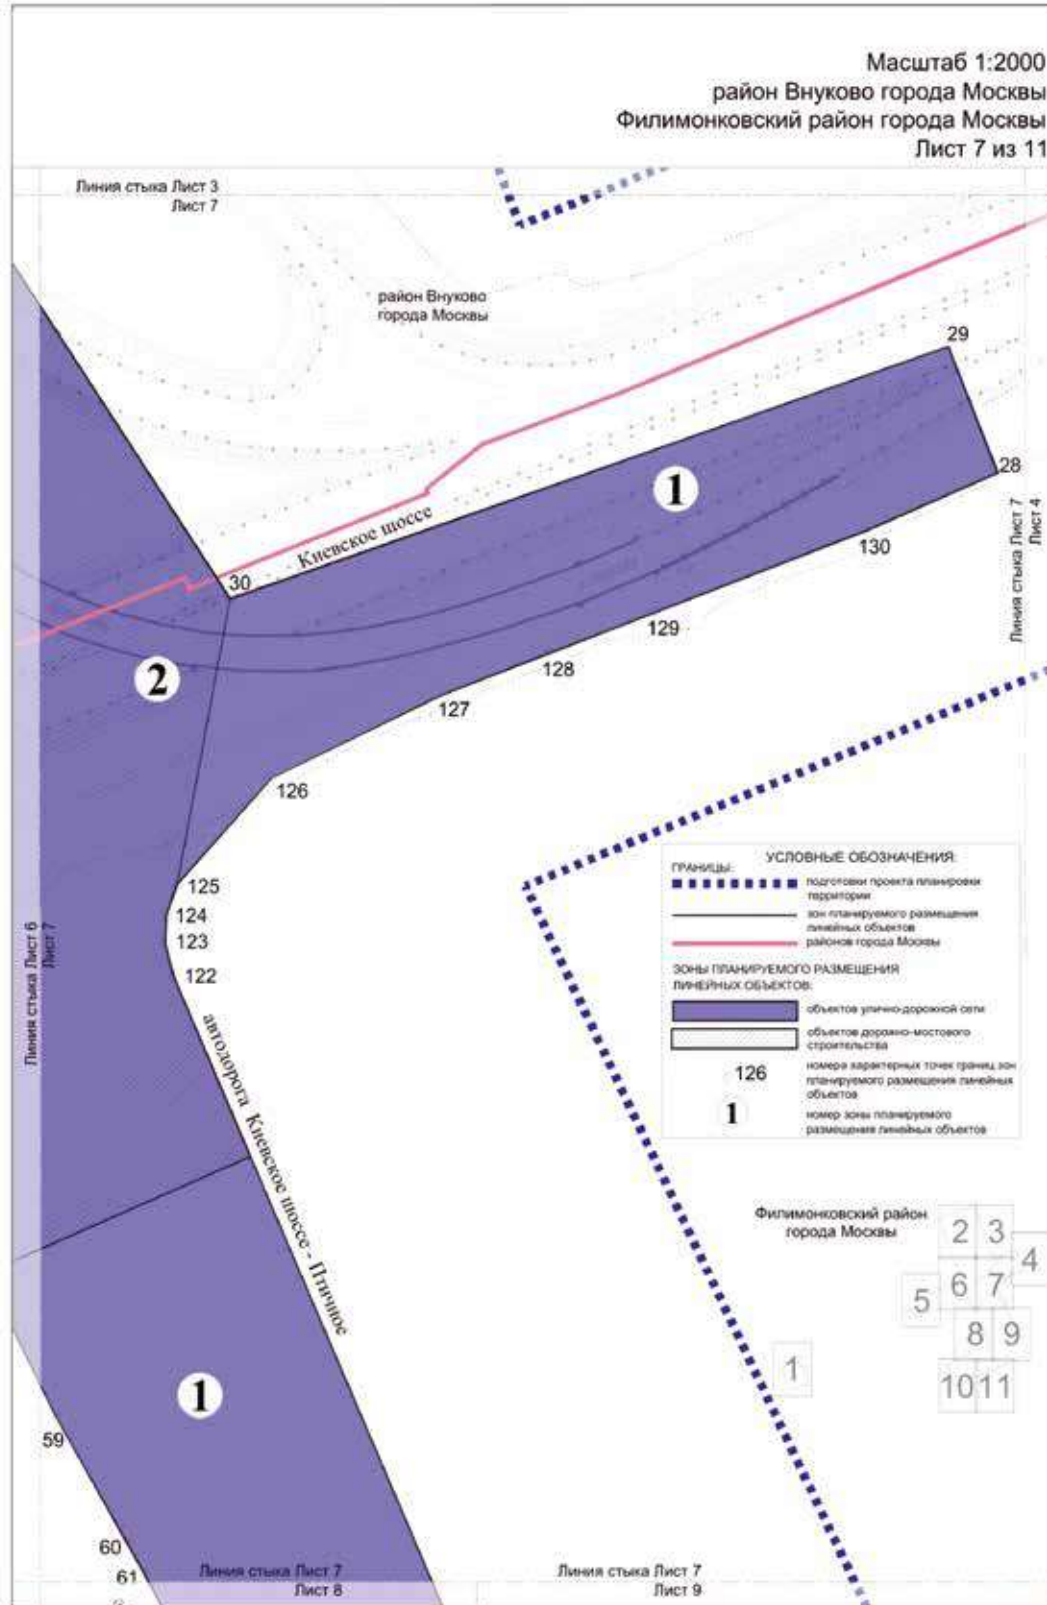 Масштаб 1:2000
район Внуково города Москвы
Филимонковский район города Москвы
Лист 7 из 11
Линия стыка Лист 3
Лист 7
район Внуково
города Москвы
29
1
28
Киевское шоссе
30
130
Линия стыка Лист 7
Лист 4
129
2
128
127
126
УСЛОВНЫЕ ОБОЗНАЧЕНИЯ:
ГРАНИЦЫ:
подготовки проекта планировки
территории
зон планируемого размещения
линейных объектов
районов города Москвы
ЗОНЫ ПЛАНИРУЕМОГО РАЗМЕЩЕНИЯ
ЛИНЕЙНЫХ ОБЪЕКТОВ:
объектов улично-дорожной сети
объектов дорожно-мостового
строительства
126
номера характерных точек границ зон
планируемого размещения линейных
объектов
1
номер зоны планируемого
размещения линейных объектов
125
124
123
122
Линия стыка Лист 6
Лист 7
автодорога Киевское шоссе - Птичное
Филимонковский район
города Москвы
2 3
4
5
6 7
8 9
1
10 11
1
59
60
61
Линия стыка Лист 7
Лист 8
Линия стыка Лист 7
Лист 9